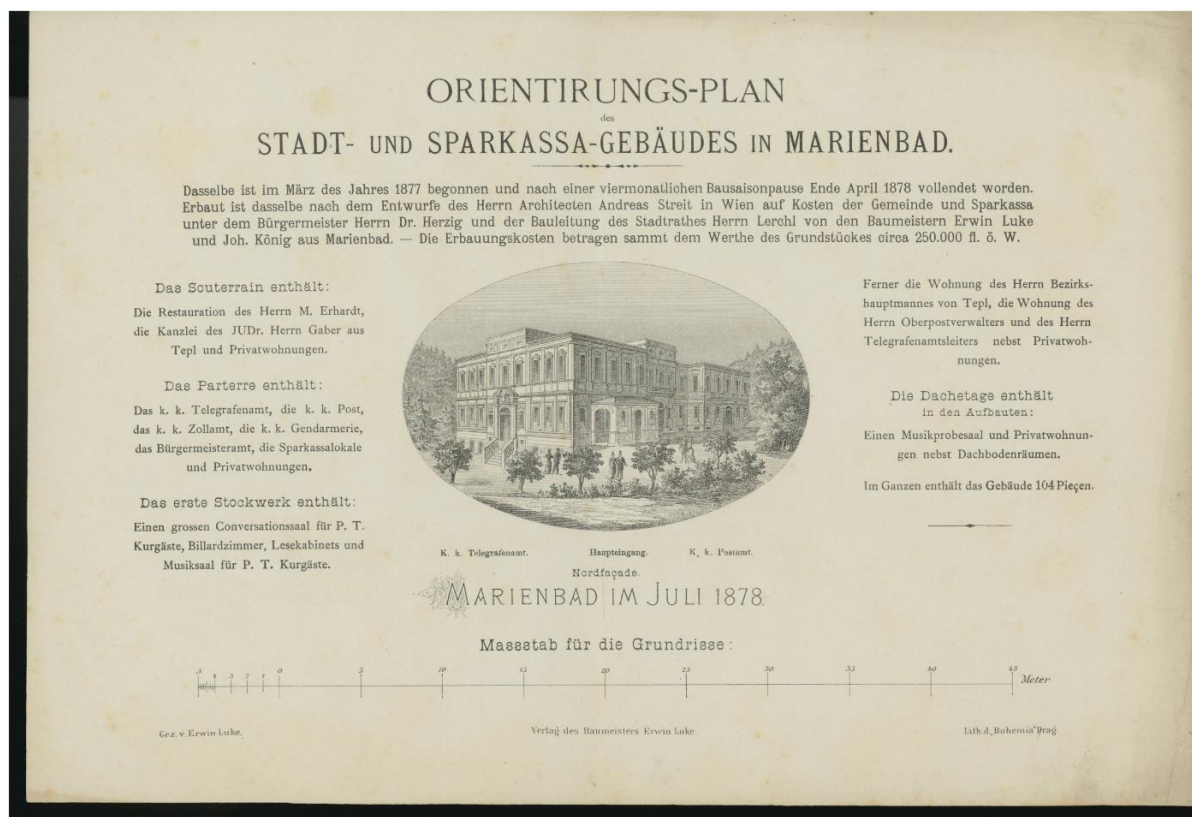 ORIENTIRUNGS-PLAN
des
STADT- UND SPARKASSA-GEBÄUDES IN MARIENBAD.
Dasselbe ist im März des Jahres 1877 begonnen und nach einer viermonatlichen Bausaisonpause Ende April 1878 vollendet worden.
Erbaut ist dasselbe nach dem Entwurfe des Herrn Architecten Andreas Streit in Wien auf Kosten der Gemeinde und Sparkassa
unter dem Bürgermeister Herrn Dr. Herzig und der Bauleitung des Stadtrathes Herrn Lerchl von den Baumeistern Erwin Luke
und Joh. König aus Marienbad. — Die Erbauungskosten betragen sammt dem Werthe des Grundstückes circa 250.000 fl. ö. W.
Das Souterrain enthält:
Die Restauration des Herrn M. Erhardt,
die Kanzlei des JUDr. Herrn Gaber aus
Tepl und Privatwohnungen.
Das Parterre enthält:
Das k. k. Telegrafenamt, die k. k. Post,
das k. k. Zollamt, die k. k. Gendarmerie,
das Bürgermeisteramt, die Sparkassalokale
und Privatwohnungen.
Das erste Stockwerk enthält:
Einen grossen Conversationssaal für P. T.
Kurgäste, Billardzimmer, Lesekabinets und
Musiksaal für P. T. Kurgäste.
Ferner die Wohnung des Herrn Bezirks-
hauptmannes von Tepl, die Wohnung des
Herrn Oberpostverwalters und des Herrn
Telegrafenamtsleiters nebst Privatwoh-
nungen.
Die Dachetage enthält
in den Aufbauten:
Einen Musikprobesaal und Privatwohnun-
gen nebst Dachbodenräumen.
Im Ganzen enthält das Gebäude 104 Pieçen.
K. k. Telegrafenamt. Haupteingang. K. k. Postamt.
Nordfaçade.
MARIENBAD IM JULI 1878.
Massstab für die Grundrisse:
5 4 3 2 1 0 5 10 15 20 25 30 35 40 45 Meter
Gez. v. Erwin Luke. Verlag des Baumeisters Erwin Luke. Lith. d. „Bohemia" Prag.